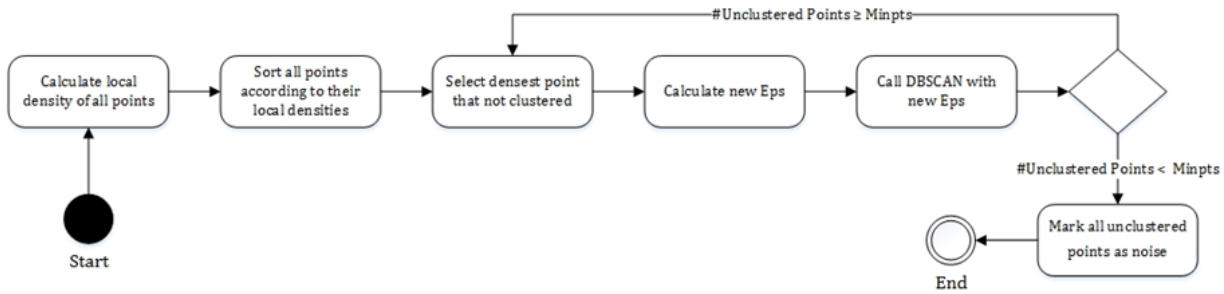 #Unclustered Points ≥ Minpts
Calculate local
density of all points
Sort all points
according to their
local densities
Select densest point
that not clustered
Calculate new Eps
Call DBSCAN with
new Eps
#Unclustered Points < Minpts
Mark all unclustered
points as noise
Start
End